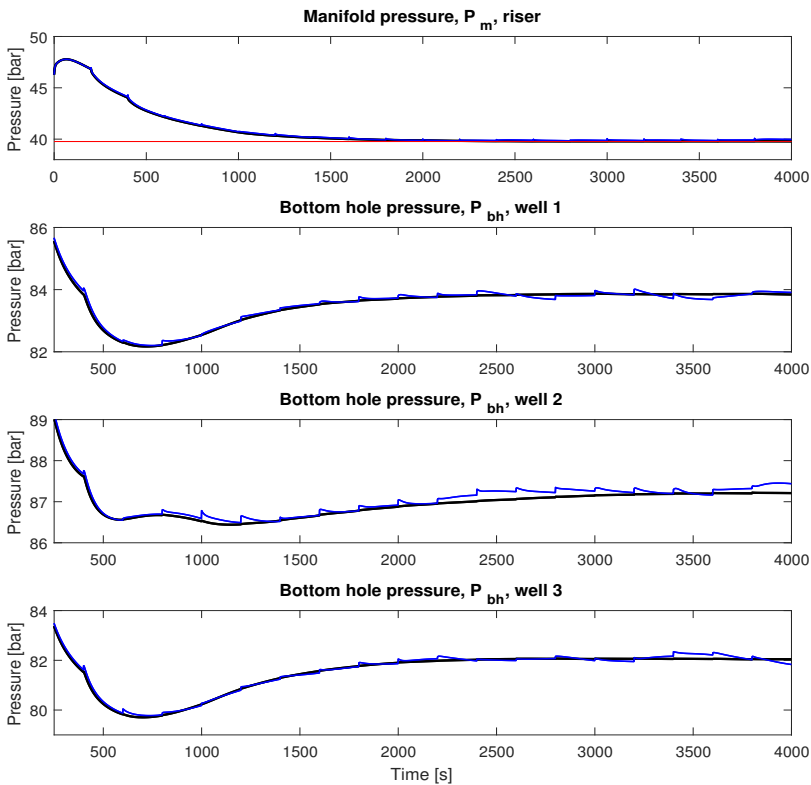 Manifold pressure, P m, riser
50
45
40
Pressure [bar]
0 500 1000 1500 2000 2500 3000 3500 4000
Bottom hole pressure, P bh, well 1
86
84
82
Pressure [bar]
500 1000 1500 2000 2500 3000 3500 4000
Bottom hole pressure, P bh, well 2
89
88
87
86
Pressure [bar]
500 1000 1500 2000 2500 3000 3500 4000
Bottom hole pressure, P bh, well 3
84
82
80
Pressure [bar]
500 1000 1500 2000 2500 3000 3500 4000
Time [s]